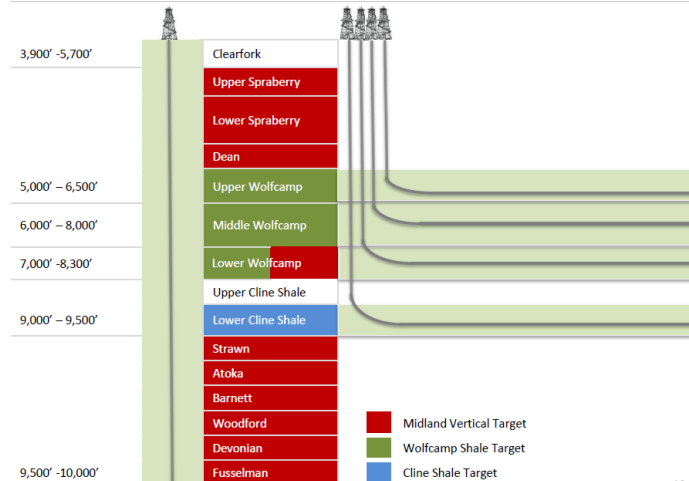 3,900' -5,700'
Clearfork
Upper Spraberry
Lower Spraberry
Dean
5,000' – 6,500'
Upper Wolfcamp
6,000' – 8,000'
Middle Wolfcamp
7,000' -8,300'
Lower Wolfcamp
Upper Cline Shale
9,000' – 9,500'
Lower Cline Shale
Strawn
Atoka
Barnett
Woodford
Devonian
9,500' -10,000'
Fusselman
Midland Vertical Target
Wolfcamp Shale Target
Cline Shale Target